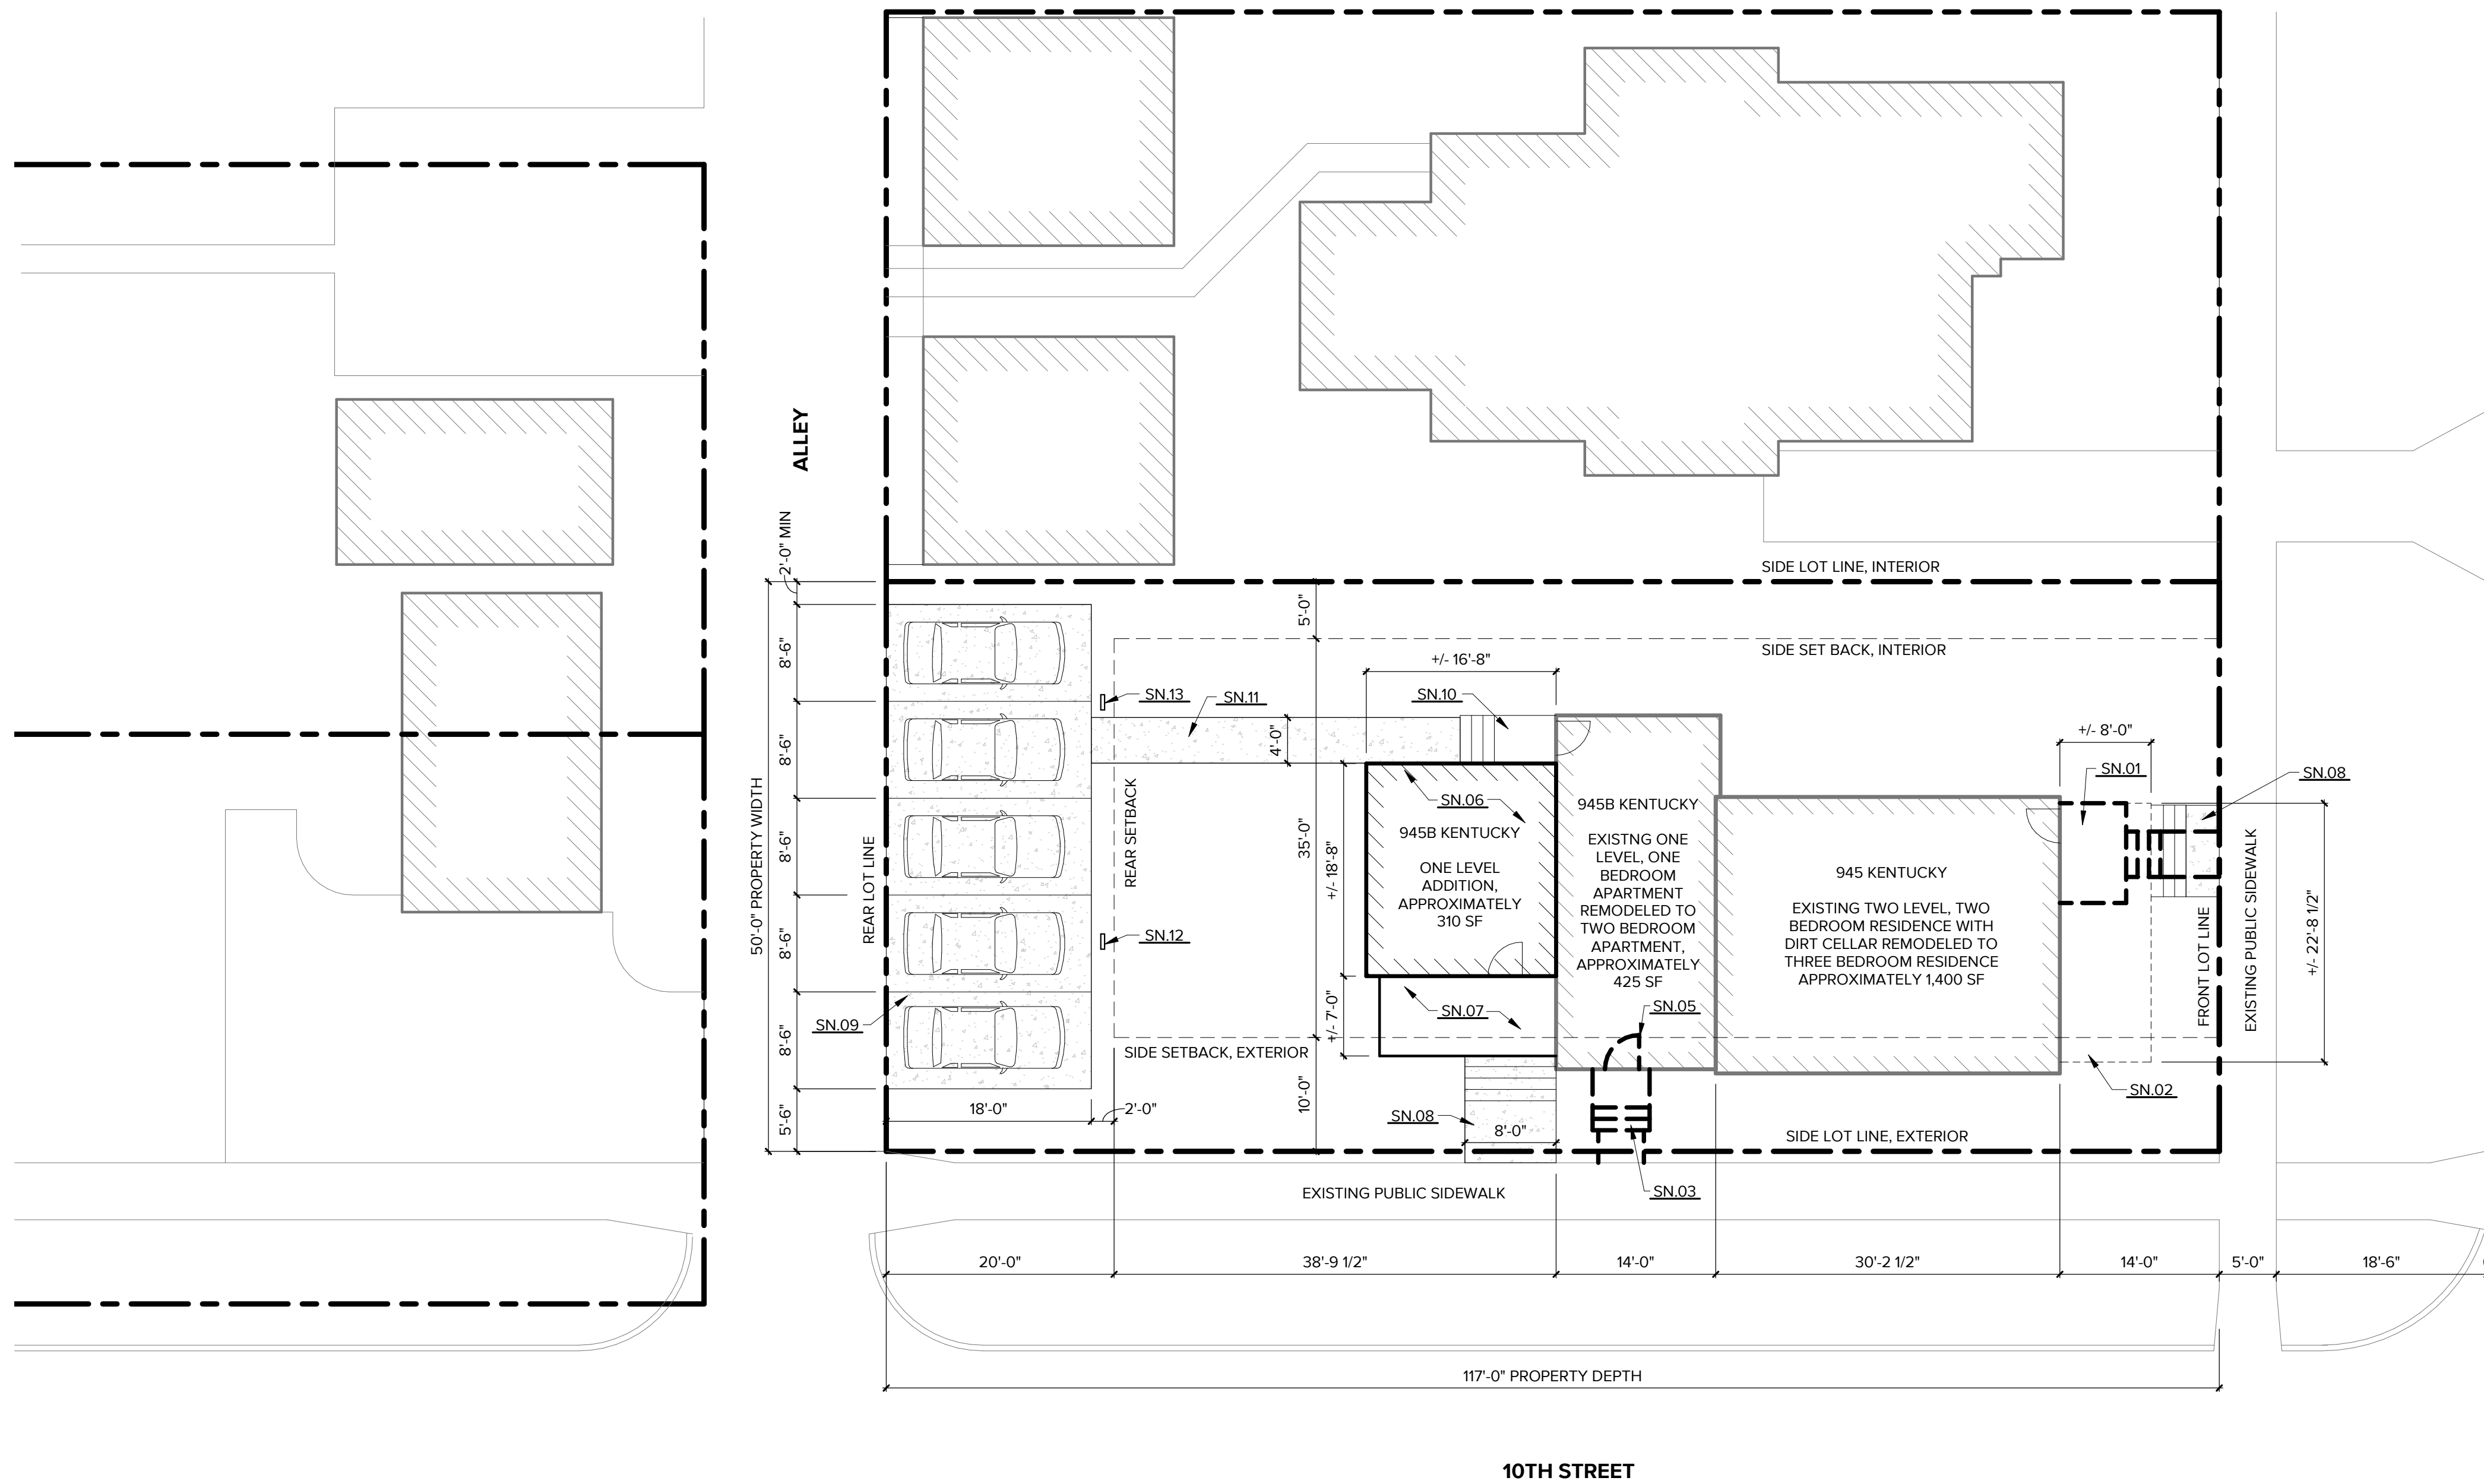 ALLEY
2'-0" MIN
SIDE LOT LINE, INTERIOR
5'-0"
SIDE SET BACK, INTERIOR
8'-6"
+/- 16'-8"
SN.13
SN.11
SN.10
+/- 8'-0"
8'-6"
4'-0"
SN.01
SN.08
50'-0" PROPERTY WIDTH
REAR SETBACK
SN.06
945B KENTUCKY
ONE LEVEL
ADDITION,
APPROXIMATELY
310 SF
945B KENTUCKY
EXISTNG ONE
LEVEL, ONE
BEDROOM
APARTMENT
REMODELED TO
TWO BEDROOM
APARTMENT,
APPROXIMATELY
425 SF
945 KENTUCKY
EXISTING TWO LEVEL, TWO
BEDROOM RESIDENCE WITH
DIRT CELLAR REMODELED TO
THREE BEDROOM RESIDENCE
APPROXIMATELY 1,400 SF
8'-6"
REAR LOT LINE
35'-0"
+/- 18'-8"
EXISTING PUBLIC SIDEWALK
FRONT LOT LINE
+/- 22'-8 1/2"
8'-6"
SN.12
SN.09
SN.07
SN.05
+/- 7'-0"
8'-6"
SIDE SETBACK, EXTERIOR
SN.02
18'-0"
2'-0"
10'-0"
SN.08
8'-0"
5'-6"
SIDE LOT LINE, EXTERIOR
EXISTING PUBLIC SIDEWALK
SN.03
20'-0"
38'-9 1/2"
14'-0"
30'-2 1/2"
14'-0"
5'-0"
18'-6"
117'-0" PROPERTY DEPTH
10TH STREET